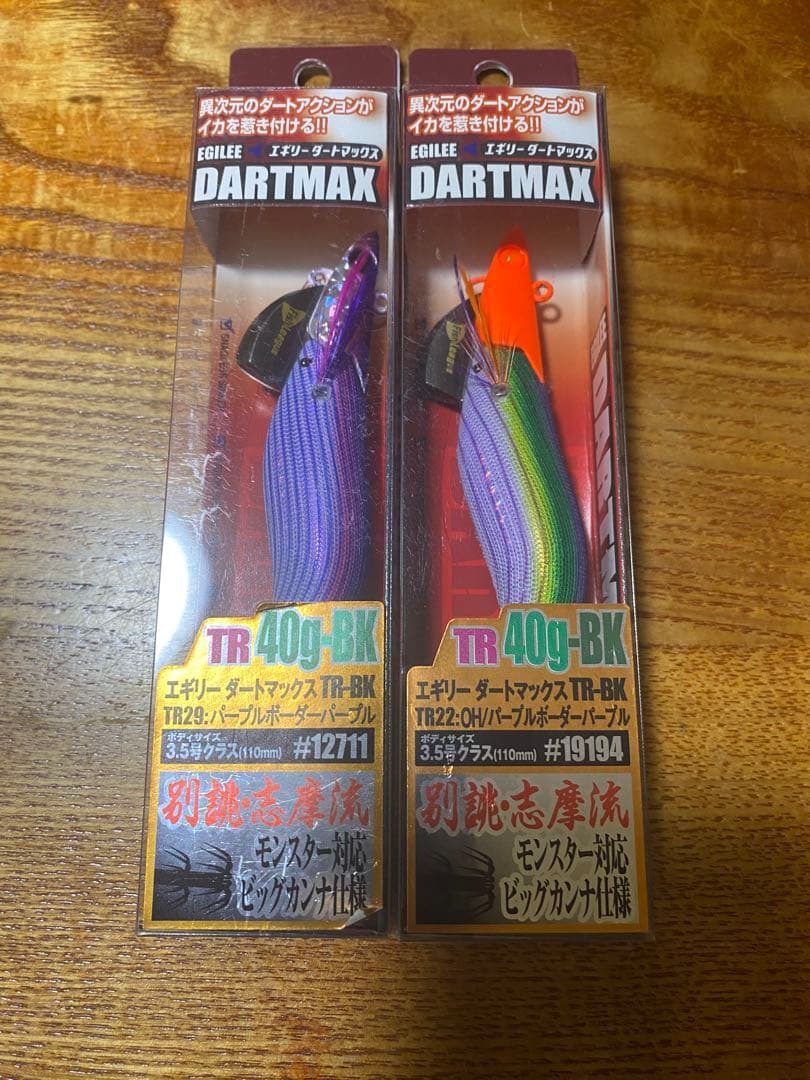 異次元のダートアクションが
イカを惹き付ける!!
EGILEE エギリーダートマックス
DARTMAX
TR 40g-BK
エギリー ダートマックス TR-BK
TR29:パープルボーダーパープル
ボディサイズ
3.5号クラス(110mm) #12711
別誂・志摩流
モンスター対応
ビッグカンナ仕様
異次元のダートアクションが
イカを惹き付ける!!
EGILEE エギリーダートマックス
DARTMAX
TR 40g-BK
エギリー ダートマックス TR-BK
TR22:OH/パープルボーダーパープル
ボディサイズ
3.5号クラス(110mm) #19194
別誂・志摩流
モンスター対応
ビッグカンナ仕様